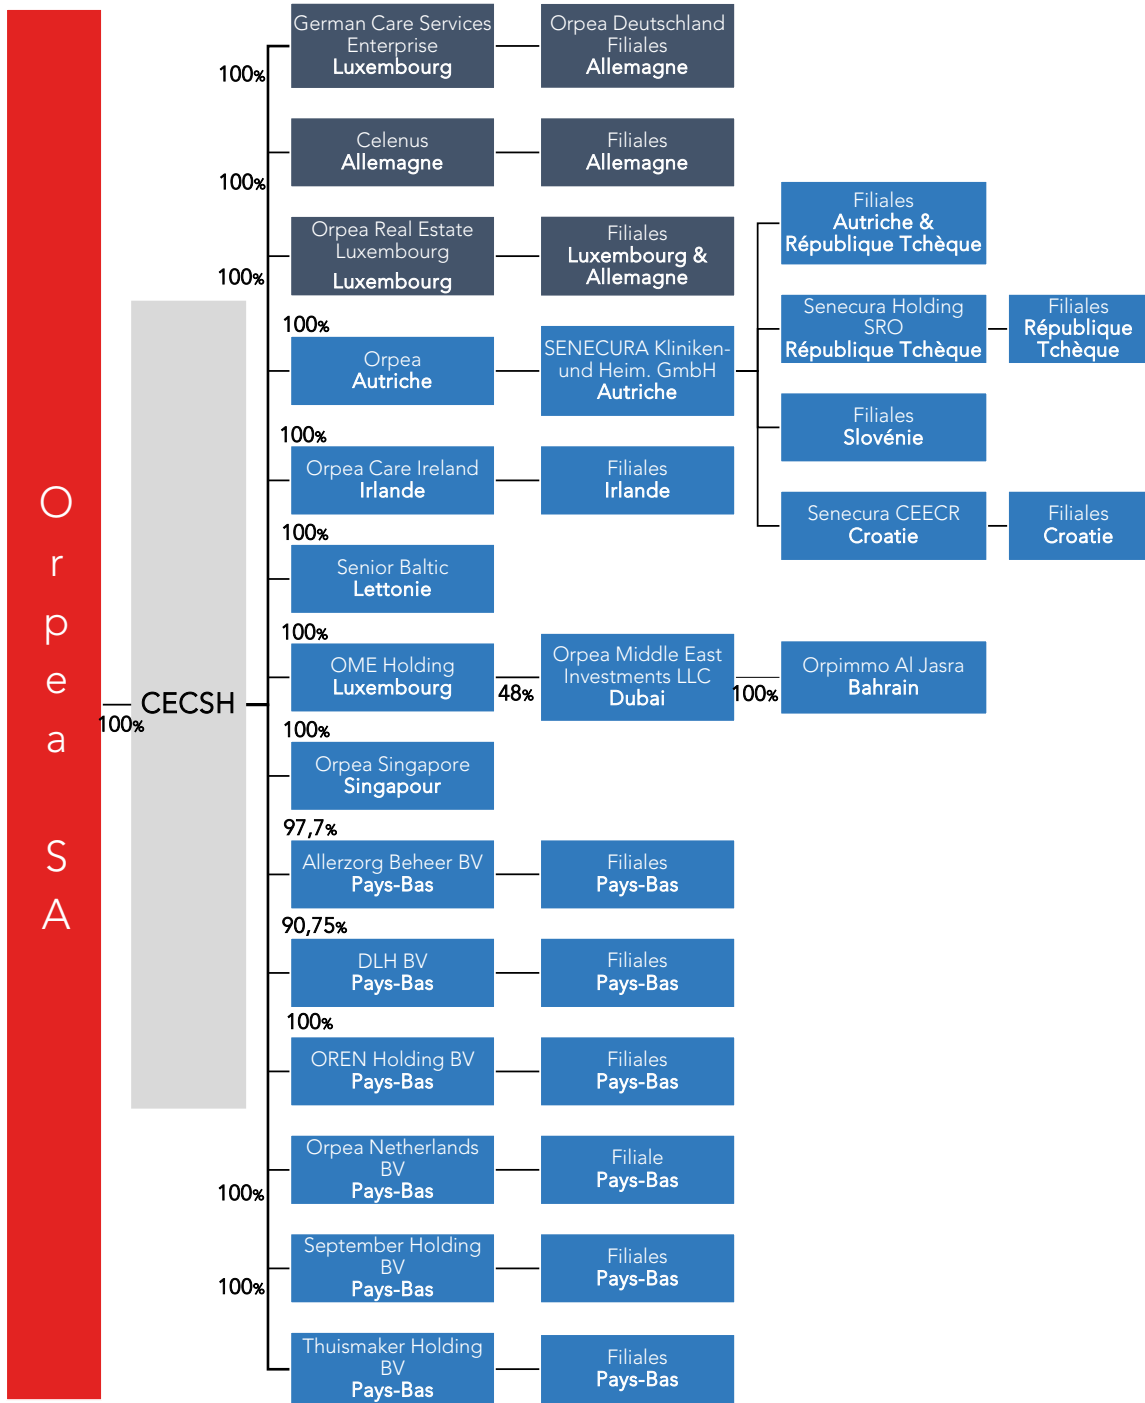 Orpea SA
100%
CECSH
100%
German Care Services
Enterprise
Luxembourg
Orpea Deutschland
Filiales
Allemagne
100%
Celenus
Allemagne
Filiales
Allemagne
100%
Orpea Real Estate
Luxembourg
Luxembourg
Filiales
Luxembourg &
Allemagne
100%
Orpea
Autriche
SENECURA Kliniken-
und Heim. GmbH
Autriche
Filiales
Autriche &
République Tchèque
Senecura Holding
SRO
République Tchèque
Filiales
République
Tchèque
Filiales
Slovénie
Senecura CEECR
Croatie
Filiales
Croatie
100%
Orpea Care Ireland
Irlande
Filiales
Irlande
100%
Senior Baltic
Lettonie
100%
OME Holding
Luxembourg
48%
Orpea Middle East
Investments LLC
Dubai
100%
Orpimmo Al Jasra
Bahrain
100%
Orpea Singapore
Singapour
97,7%
Allerzorg Beheer BV
Pays-Bas
Filiales
Pays-Bas
90,75%
DLH BV
Pays-Bas
Filiales
Pays-Bas
100%
OREN Holding BV
Pays-Bas
Filiales
Pays-Bas
100%
Orpea Netherlands
BV
Pays-Bas
Filiale
Pays-Bas
100%
September Holding
BV
Pays-Bas
Filiales
Pays-Bas
Thuismaker Holding
BV
Pays-Bas
Filiales
Pays-Bas